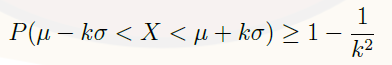 P(μ − kσ < X < μ + kσ) ≥ 1 − 1/k²